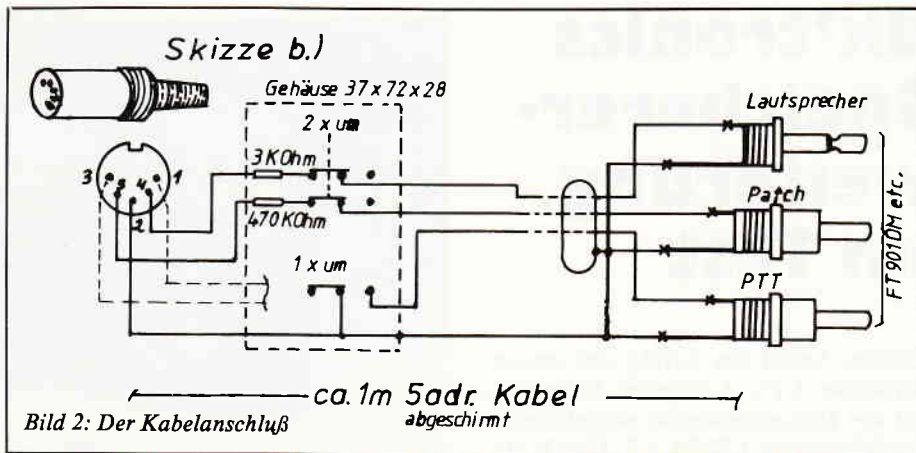 Skizze b.)
Gehäuse 37 x 72 x 28
2 x um
3 KOhm
470 KOhm
1 x um
3
5
4
1
2
Lautsprecher
Patch
PTT
FT901DM etc.
ca. 1m 5adr. Kabel
abgeschirmt
Bild 2: Der Kabelanschluß